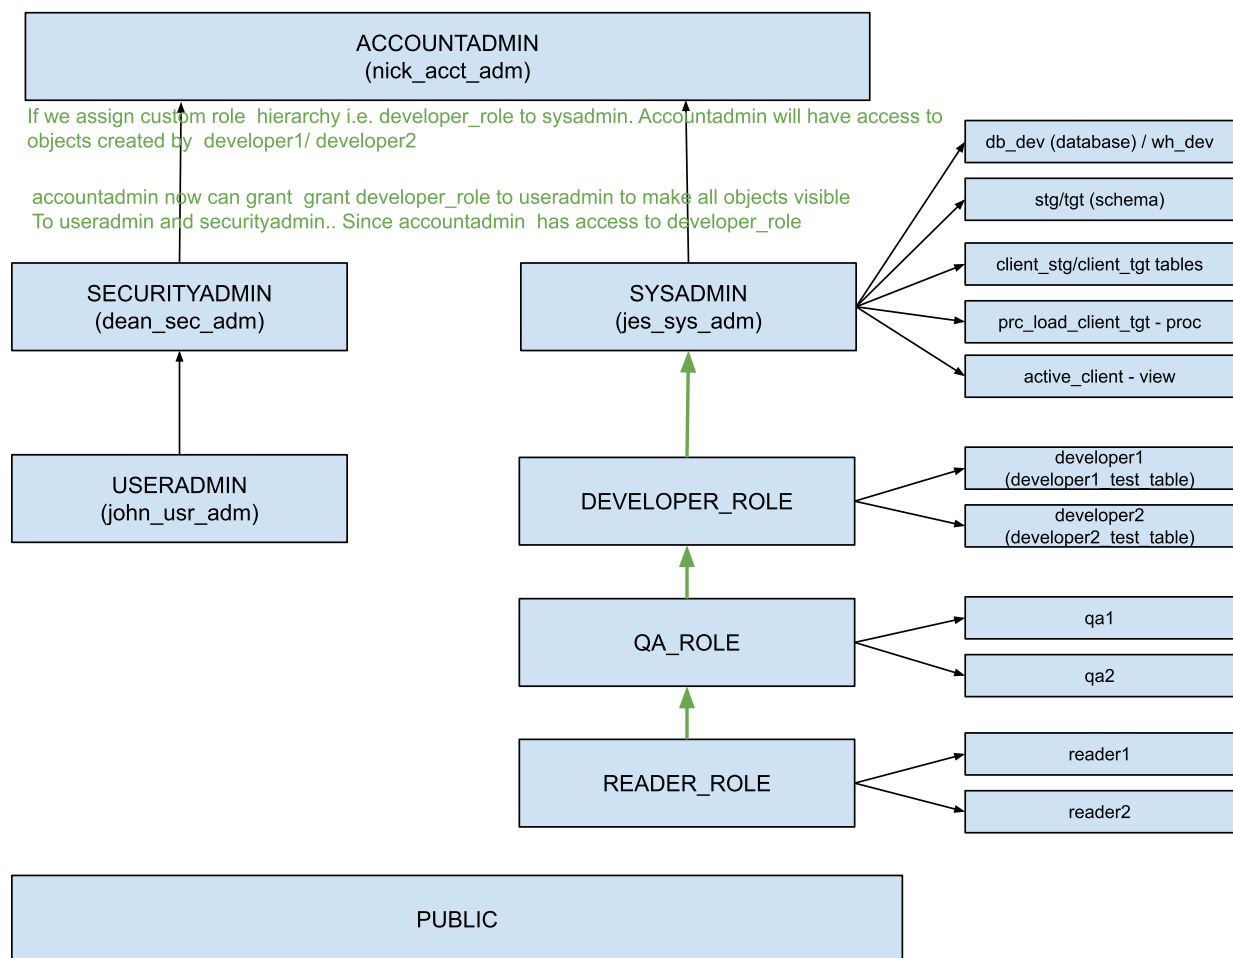 ACCOUNTADMIN
(nick_acct_adm)
If we assign custom role  hierarchy i.e. developer_role to sysadmin. Accountadmin will have access to
objects created by  developer1/ developer2
accountadmin now can grant  grant developer_role to useradmin to make all objects visible
To useradmin and securityadmin.. Since accountadmin  has access to developer_role
SECURITYADMIN
(dean_sec_adm)
SYSADMIN
(jes_sys_adm)
db_dev (database) / wh_dev
stg/tgt (schema)
client_stg/client_tgt tables
prc_load_client_tgt - proc
active_client - view
USERADMIN
(john_usr_adm)
DEVELOPER_ROLE
developer1
(developer1_test_table)
developer2
(developer2_test_table)
QA_ROLE
qa1
qa2
READER_ROLE
reader1
reader2
PUBLIC